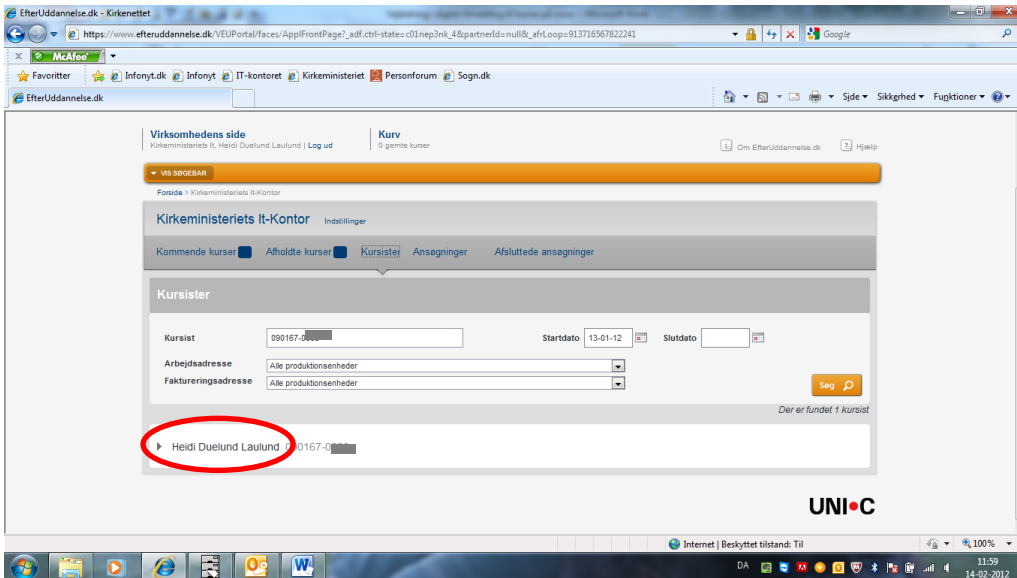 EfterUddannelse.dk - Kirkenettet
https://www.efteruddannelse.dk/VEUPortal/faces/ApplFrontPage?_adf.ctrl-state=c01nep3nk_4&partnerId=null&_afrLoop=913716567822241
Google
x McAfee
Favoritter Infonyt.dk Infonyt IT-kontoret Kirkeministeriet Personforum Sogn.dk
EfterUddannelse.dk
Side Sikkerhed Funktioner
Virksomhedens side
Kirkeministeriets It, Heidi Duelund Laulund | Log ud
Kurv
0 gemte kurser
Om EfterUddannelse.dk
Hjælp
VIS SØGEBAR
Forside > Kirkeministeriets It-Kontor
Kirkeministeriets It-Kontor Indstillinger
Kommende kurser Afholdte kurser Kursister Ansøgninger Afsluttede ansøgninger
Kursister
Kursist 090167-0 Startdato 13-01-12 Slutdato
Arbejdsadresse Alle produktionsenheder
Faktureringsadresse Alle produktionsenheder
Søg
Der er fundet 1 kursist
Heidi Duelund Laulund 090167-0
UNI•C
Internet | Beskyttet tilstand: Til
100%
DA
11:59
14-02-2012